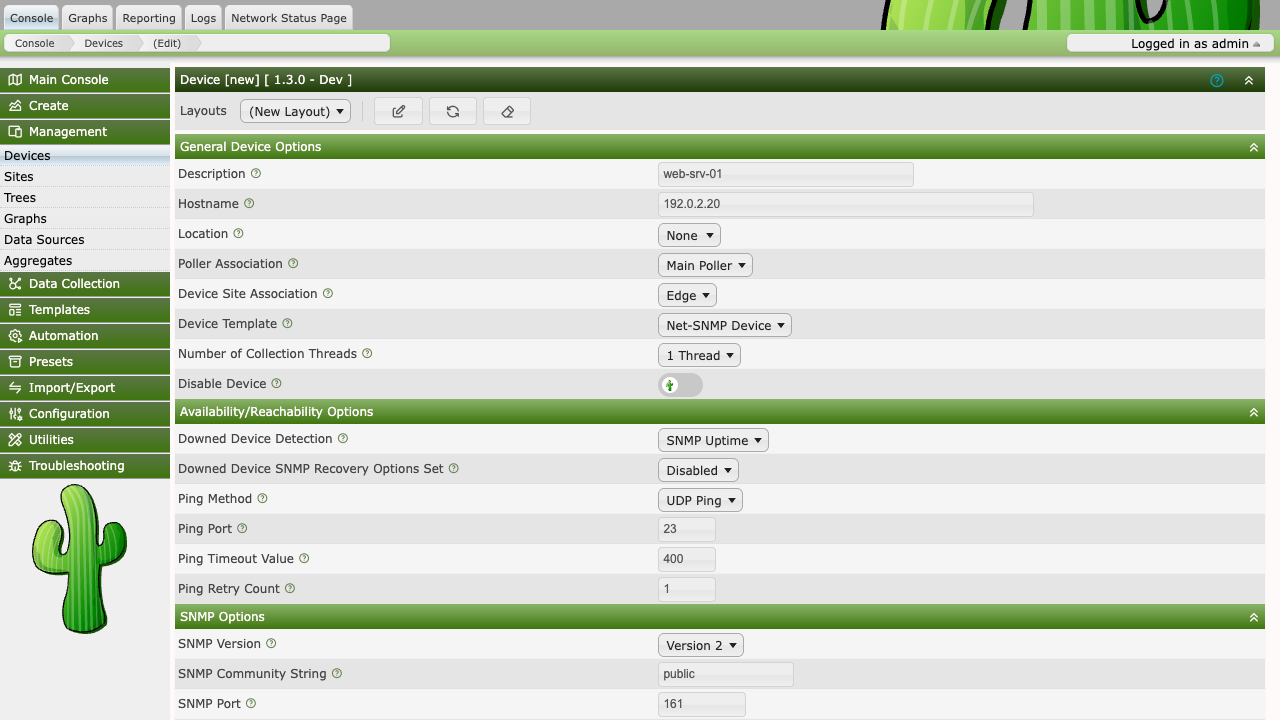 Console Graphs Reporting Logs Network Status Page
Console Devices (Edit) Logged in as admin
Main Console
Create
Management
Devices
Sites
Trees
Graphs
Data Sources
Aggregates
Data Collection
Templates
Automation
Presets
Import/Export
Configuration
Utilities
Troubleshooting
Device [new] [ 1.3.0 - Dev ]
Layouts (New Layout)
General Device Options
Description web-srv-01
Hostname 192.0.2.20
Location None
Poller Association Main Poller
Device Site Association Edge
Device Template Net-SNMP Device
Number of Collection Threads 1 Thread
Disable Device
Availability/Reachability Options
Downed Device Detection SNMP Uptime
Downed Device SNMP Recovery Options Set Disabled
Ping Method UDP Ping
Ping Port 23
Ping Timeout Value 400
Ping Retry Count 1
SNMP Options
SNMP Version Version 2
SNMP Community String public
SNMP Port 161